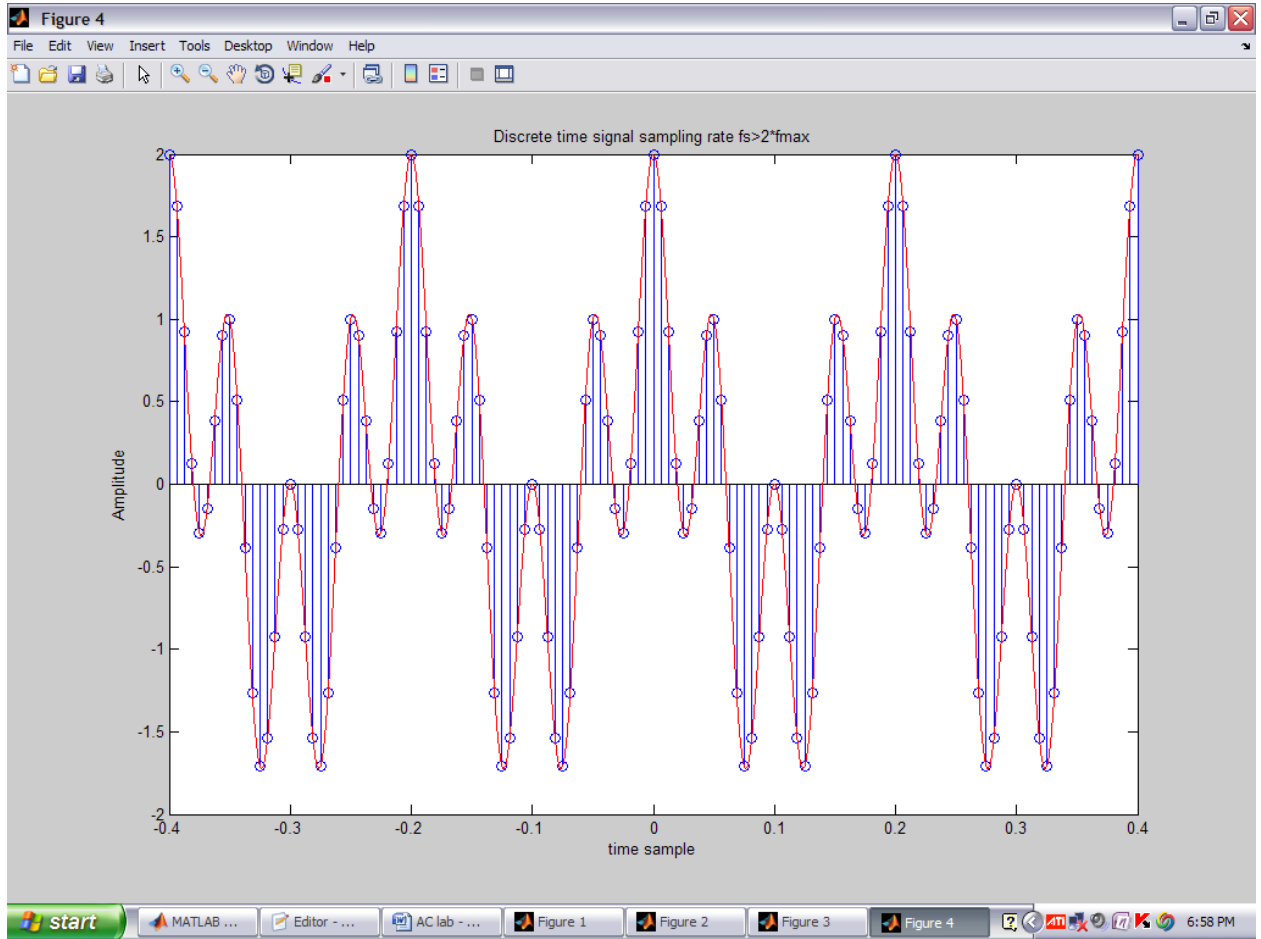 Figure 4
File Edit View Insert Tools Desktop Window Help
Discrete time signal sampling rate fs>2*fmax
2
1.5
1
0.5
0
-0.5
-1
-1.5
-2
Amplitude
-0.4 -0.3 -0.2 -0.1 0 0.1 0.2 0.3 0.4
time sample
start MATLAB ... Editor - ... AC lab - ... Figure 1 Figure 2 Figure 3 Figure 4 ATI 6:58 PM